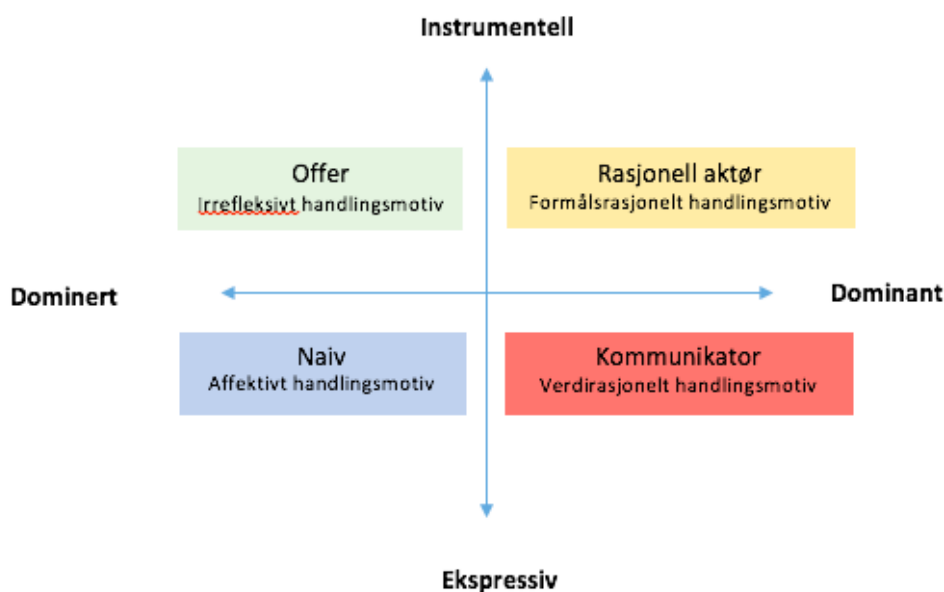 Instrumentell
Offer
Irrefleksivt handlingsmotiv
Rasjonell aktør
Formålsrasjonelt handlingsmotiv
Dominert
Dominant
Naiv
Affektivt handlingsmotiv
Kommunikator
Verdirasjonelt handlingsmotiv
Ekspressiv